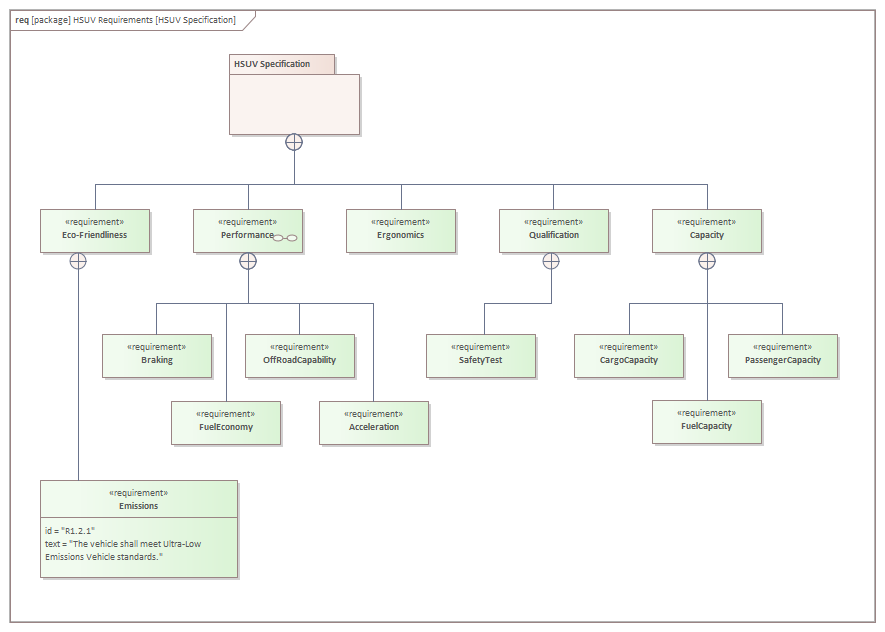 req [package] HSUV Requirements [HSUV Specification]
HSUV Specification
«requirement»
Eco-Friendliness
«requirement»
Performance
«requirement»
Ergonomics
«requirement»
Qualification
«requirement»
Capacity
«requirement»
Braking
«requirement»
OffRoadCapability
«requirement»
SafetyTest
«requirement»
CargoCapacity
«requirement»
PassengerCapacity
«requirement»
FuelEconomy
«requirement»
Acceleration
«requirement»
FuelCapacity
«requirement»
Emissions
id = "R1.2.1"
text = "The vehicle shall meet Ultra-Low
Emissions Vehicle standards."